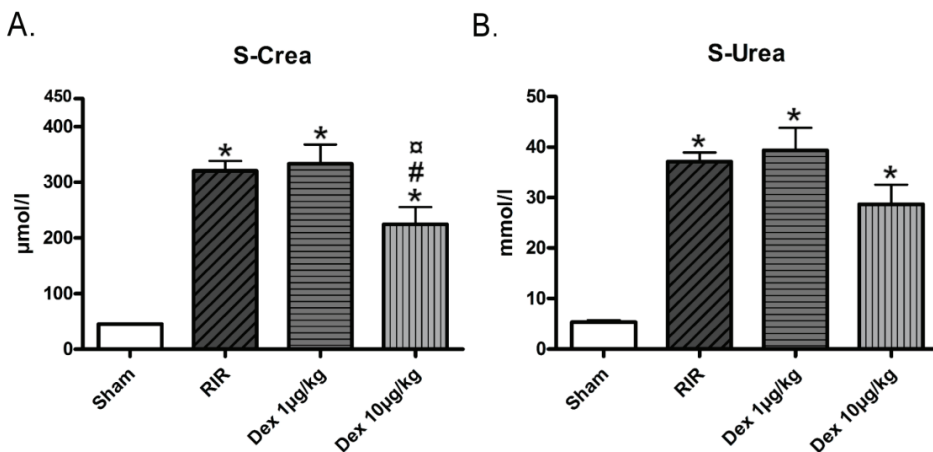 A.
S-Crea
µmol/l
450
300
200
100
0
*
*
¤
#
*
Sham
RIR
Dex 1µg/kg
Dex 10µg/kg
B.
S-Urea
mmol/l
50
40
30
20
10
0
*
*
*
Sham
RIR
Dex 1µg/kg
Dex 10µg/kg